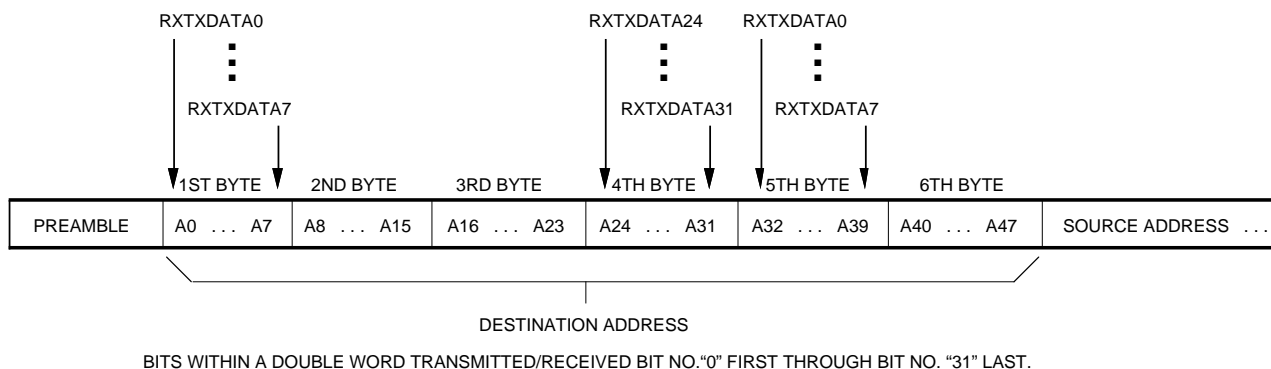 RXTXDATA0 RXTXDATA24 RXTXDATA0
RXTXDATA7 RXTXDATA31 RXTXDATA7
1ST BYTE 2ND BYTE 3RD BYTE 4TH BYTE 5TH BYTE 6TH BYTE
PREAMBLE A0 ... A7 A8 ... A15 A16 ... A23 A24 ... A31 A32 ... A39 A40 ... A47 SOURCE ADDRESS ...
DESTINATION ADDRESS
BITS WITHIN A DOUBLE WORD TRANSMITTED/RECEIVED BIT NO.“0” FIRST THROUGH BIT NO. “31” LAST.